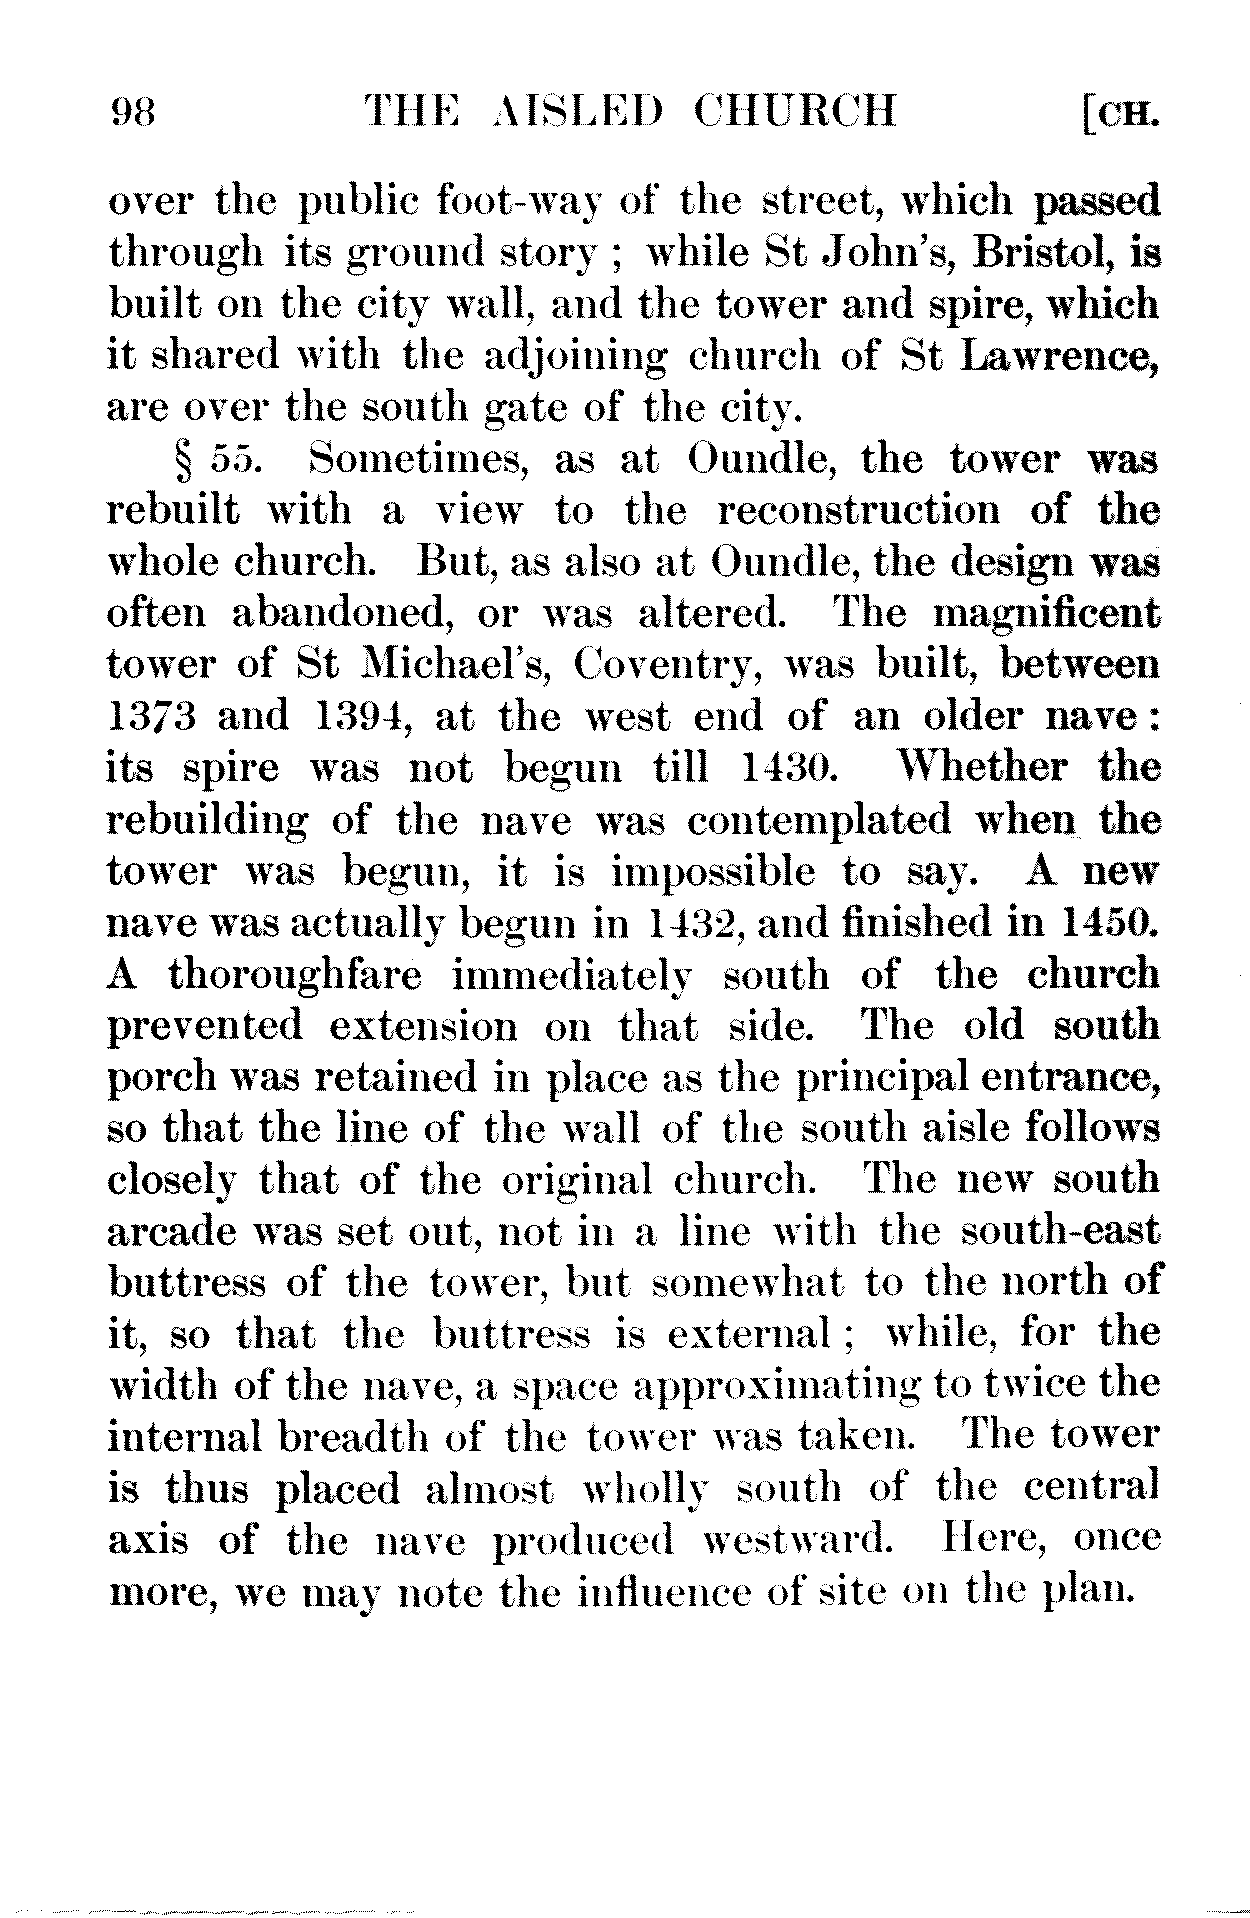 98 THE AISLED CHURCH [CH.
over the public foot-way of the street, which passed
through its ground story ; while St John's, Bristol, is
built on the city wall, and the tower and spire, which
it shared with the adjoining church of St Lawrence,
are over the south gate of the city.
§ 55. Sometimes, as at Oundle, the tower was
rebuilt with a view to the reconstruction of the
whole church. But, as also at Oundle, the design was
often abandoned, or was altered. The magnificent
tower of St Michael's, Coventry, was built, between
1373 and 1394, at the west end of an older nave :
its spire was not begun till 1430. Whether the
rebuilding of the nave was contemplated when the
tower was begun, it is impossible to say. A new
nave was actually begun in 1432, and finished in 1450.
A thoroughfare immediately south of the church
prevented extension on that side. The old south
porch was retained in place as the principal entrance,
so that the line of the wall of the south aisle follows
closely that of the original church. The new south
arcade was set out, not in a line with the south-east
buttress of the tower, but somewhat to the north of
it, so that the buttress is external ; while, for the
width of the nave, a space approximating to twice the
internal breadth of the tower was taken. The tower
is thus placed almost wholly south of the central
axis of the nave produced westward. Here, once
more, we may note the influence of site on the plan.